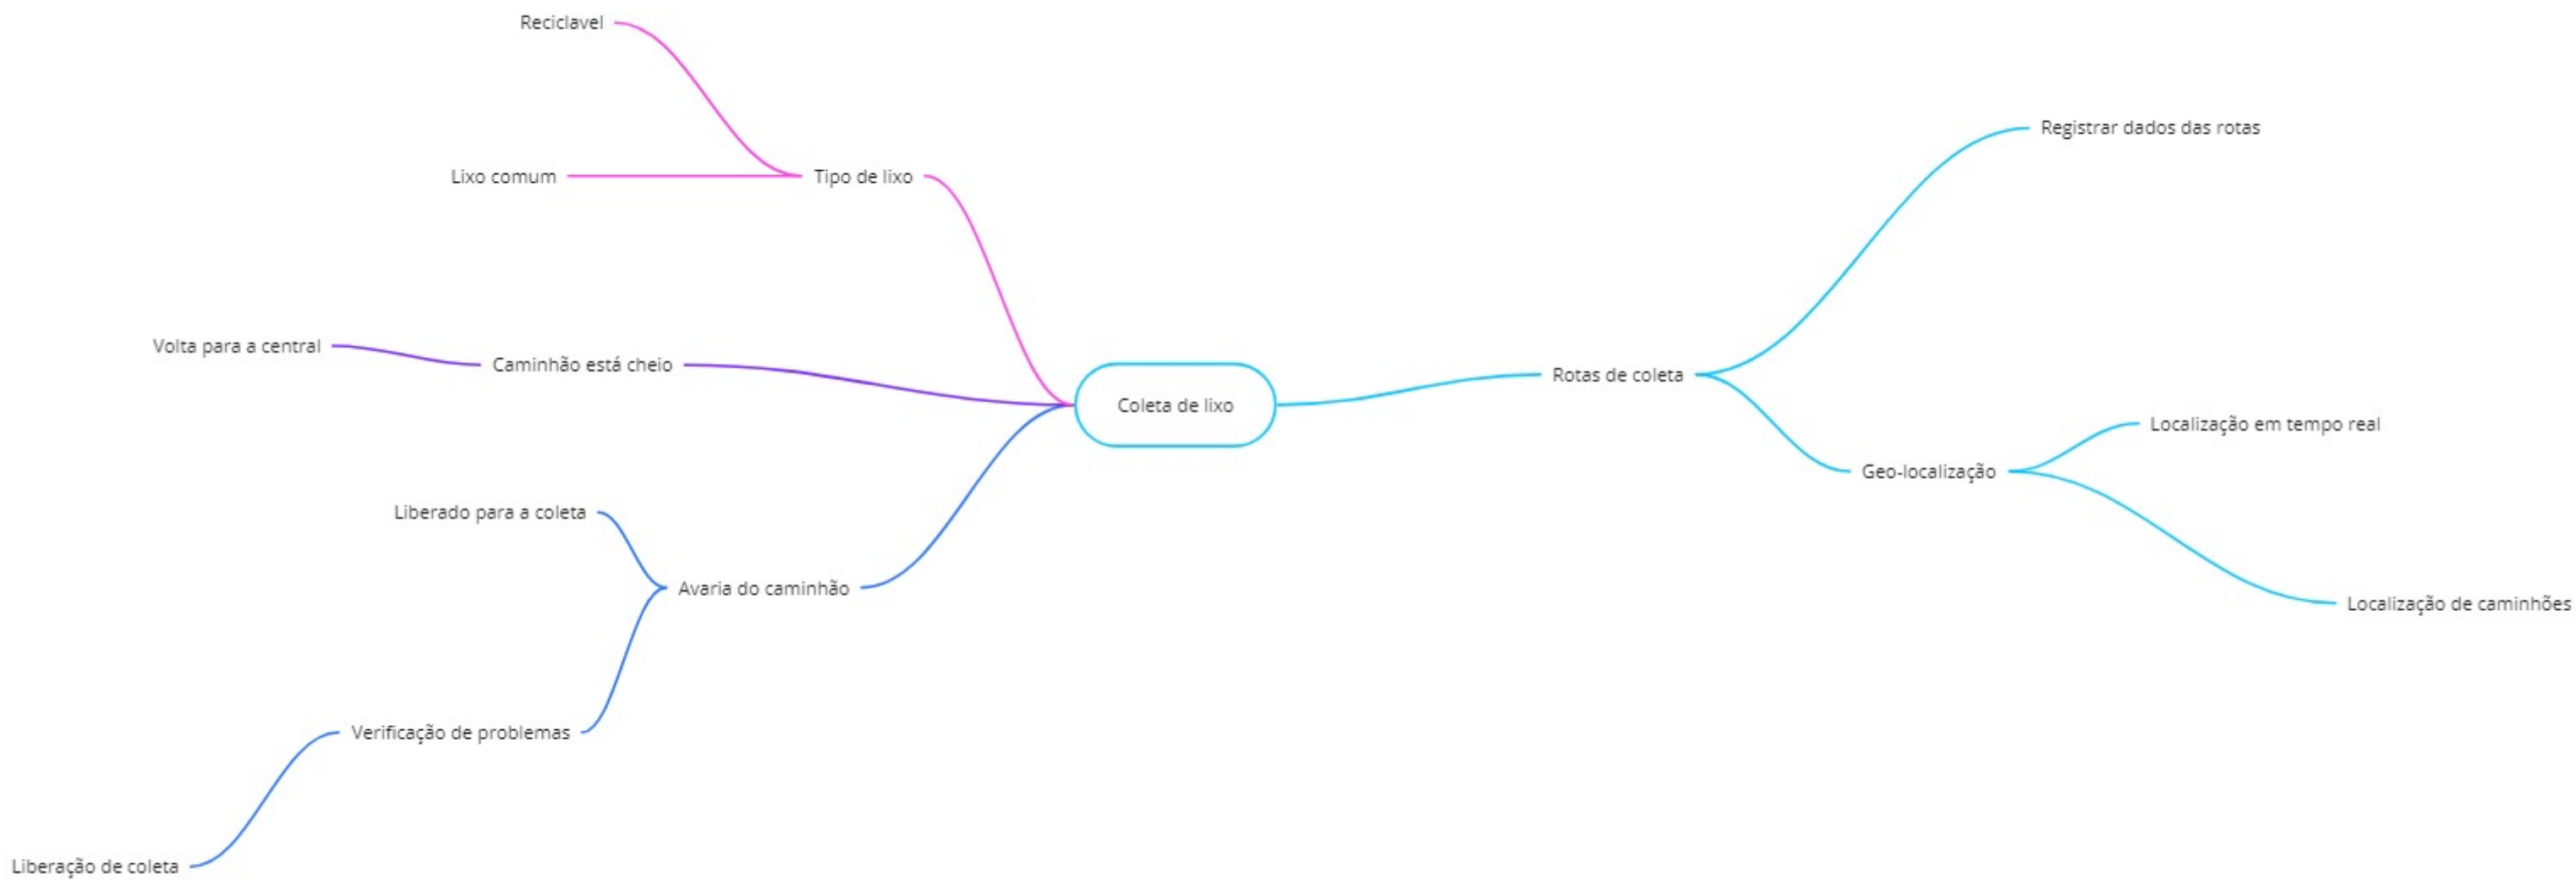 Reciclavel
Lixo comum
Tipo de lixo
Volta para a central
Caminhão está cheio
Liberado para a coleta
Avaria do caminhão
Verificação de problemas
Liberação de coleta
Coleta de lixo
Rotas de coleta
Registrar dados das rotas
Geo-localização
Localização em tempo real
Localização de caminhões